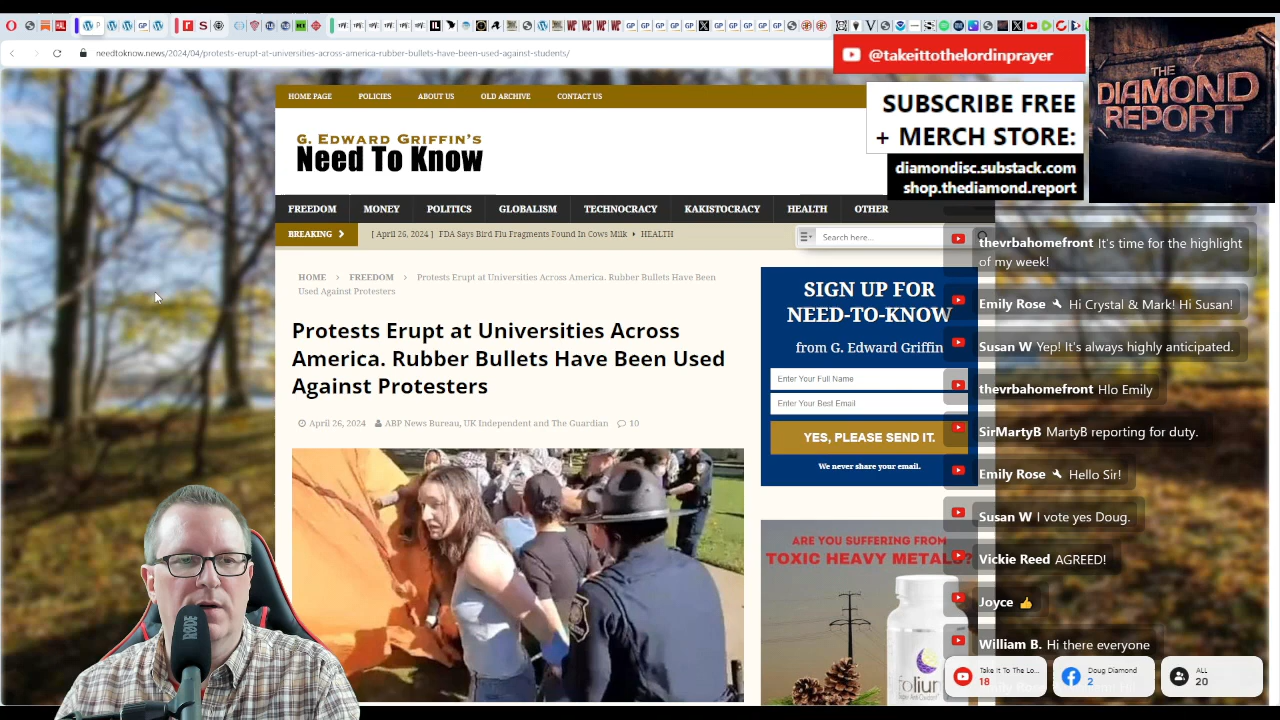 needtoknow.news/2024/04/protests-erupt-at-universities-across-america-rubber-bullets-have-been-used-against-students/
@takeittothelordinprayer
THE
DIAMOND
REPORT
SUBSCRIBE FREE
+ MERCH STORE:
diamondisc.substack.com
shop.thediamond.report
HOME PAGE POLICIES ABOUT US OLD ARCHIVE CONTACT US
G. EDWARD GRIFFIN'S
Need To Know
FREEDOM MONEY POLITICS GLOBALISM TECHNOCRACY KAKISTOCRACY HEALTH OTHER
BREAKING [ April 26, 2024 ] FDA Says Bird Flu Fragments Found In Cows Milk HEALTH
Search here...
HOME FREEDOM Protests Erupt at Universities Across America. Rubber Bullets Have Been
Used Against Protesters
Protests Erupt at Universities Across
America. Rubber Bullets Have Been Used
Against Protesters
April 26, 2024 ABP News Bureau, UK Independent and The Guardian 10
SIGN UP FOR
NEED-TO-KNOW
from G. Edward Griffin
Enter Your Full Name
Enter Your Best Email
YES, PLEASE SEND IT.
We never share your email.
ARE YOU SUFFERING FROM
TOXIC HEAVY METALS?
foliur
RØDE
thevrbahomefront It's time for the highlight
of my week!
Emily Rose Hi Crystal & Mark! Hi Susan!
Susan W Yep! It's always highly anticipated.
thevrbahomefront Hlo Emily
SirMartyB MartyB reporting for duty.
Emily Rose Hello Sir!
Susan W I vote yes Doug.
Vickie Reed AGREED!
Joyce 👍
William B. Hi there everyone
Take It To The Lo...
18
Doug Diamond
2
ALL
20